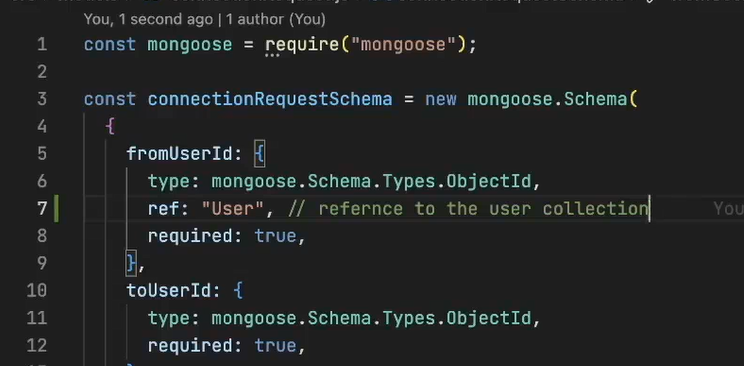 You, 1 second ago | 1 author (You)
1 const mongoose = require("mongoose");
2
3 const connectionRequestSchema = new mongoose.Schema(
4 {
5 fromUserId: {
6 type: mongoose.Schema.Types.ObjectId,
7 ref: "User", // refernce to the user collection You
8 required: true,
9 },
10 toUserId: {
11 type: mongoose.Schema.Types.ObjectId,
12 required: true,